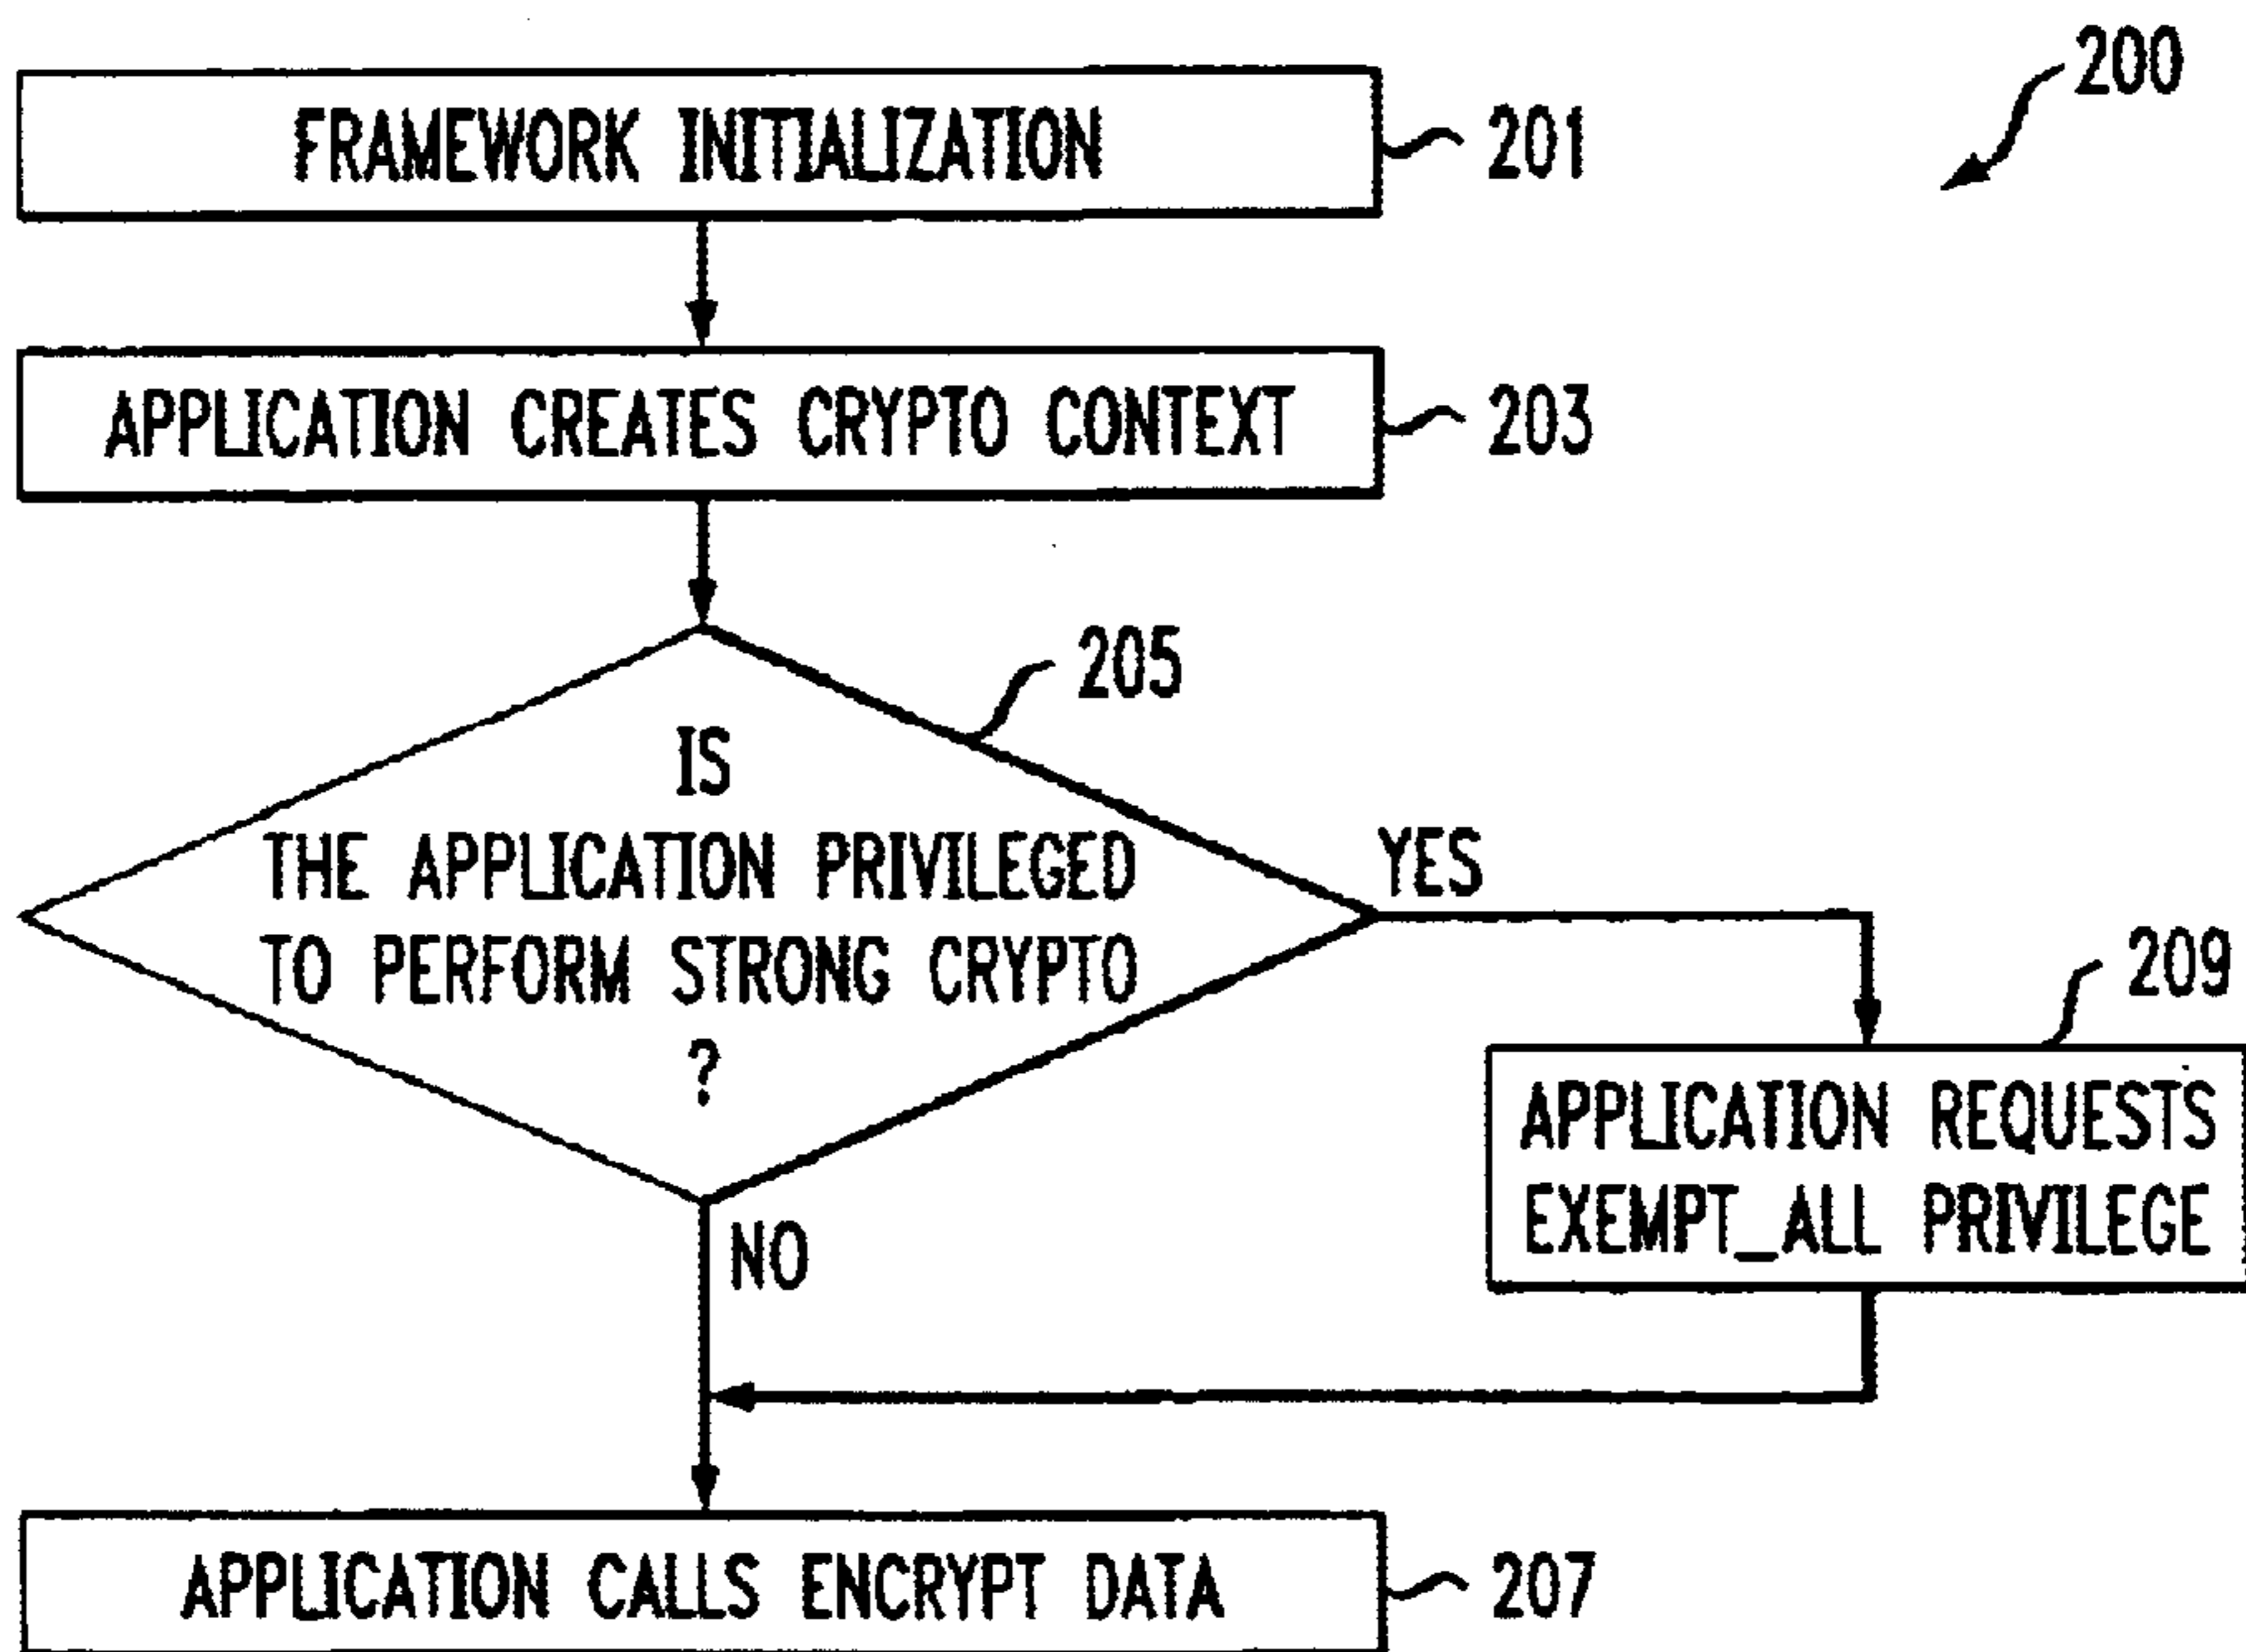 200
FRAMEWORK INITIALIZATION
201
APPLICATION CREATES CRYPTO CONTEXT
203
205
IS
THE APPLICATION PRIVILEGED
TO PERFORM STRONG CRYPTO
?
YES
209
APPLICATION REQUESTS
EXEMPT_ALL PRIVILEGE
NO
APPLICATION CALLS ENCRYPT DATA
207